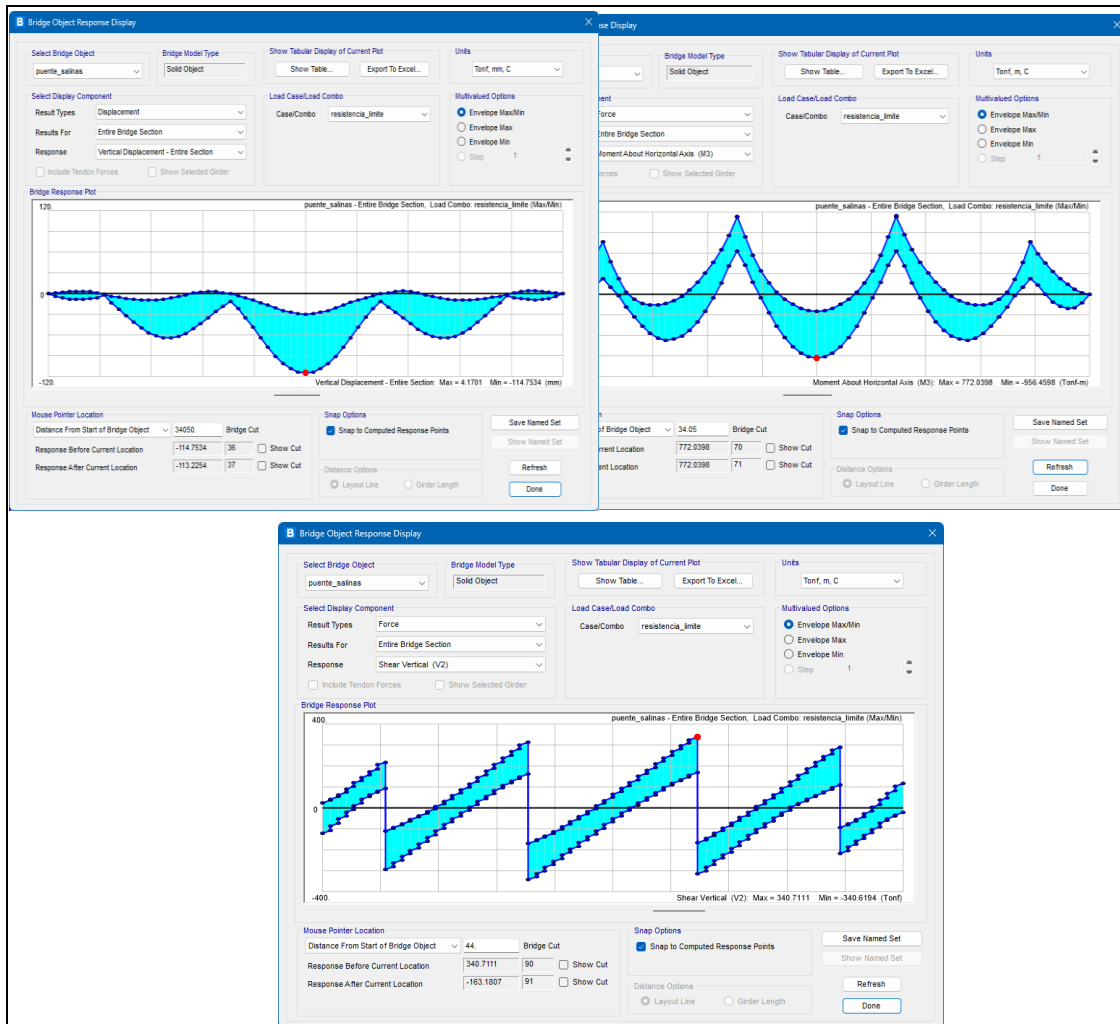 B Bridge Object Response Display
Select Bridge Object
puente_salinas
Bridge Model Type
Solid Object
Show Tabular Display of Current Plot
Show Table...
Export To Excel...
Units
Tonf, mm, C
Select Display Component
Result Types
Displacement
Results For
Entire Bridge Section
Response
Vertical Displacement - Entire Section
Include Tendon Forces
Show Selected Girder
Load Case/Load Combo
Case/Combo
resistencia_limite
Multivalued Options
Envelope Max/Min
Envelope Max
Envelope Min
Step
1
Bridge Response Plot
120.
puente_salinas - Entire Bridge Section, Load Combo: resistencia_limite (Max/Min)
0
-120.
Vertical Displacement - Entire Section: Max = 4.1701 Min = -114.7534 (mm)
Mouse Pointer Location
Distance From Start of Bridge Object
34050.
Bridge Cut
Response Before Current Location
-114.7534
36
Show Cut
Response After Current Location
-113.2254
37
Show Cut
Snap Options
Snap to Computed Response Points
Distance Options
Layout Line
Girder Length
Save Named Set
Show Named Set
Refresh
Done
se Display
Bridge Model Type
Solid Object
Show Tabular Display of Current Plot
Show Table...
Export To Excel...
Units
Tonf, m, C
nent
Force
Entire Bridge Section
Moment About Horizontal Axis (M3)
Forces
Show Selected Girder
Load Case/Load Combo
Case/Combo
resistencia_limite
Multivalued Options
Envelope Max/Min
Envelope Max
Envelope Min
Step
1
puente_salinas - Entire Bridge Section, Load Combo: resistencia_limite (Max/Min)
Moment About Horizontal Axis (M3): Max = 772.0398 Min = -956.4598 (Tonf-m)
n
rt of Bridge Object
34.05
Bridge Cut
rrent Location
772.0398
70
Show Cut
ent Location
772.0398
71
Show Cut
Snap Options
Snap to Computed Response Points
Distance Options
Layout Line
Girder Length
Save Named Set
Show Named Set
Refresh
Done
B Bridge Object Response Display
Select Bridge Object
puente_salinas
Bridge Model Type
Solid Object
Show Tabular Display of Current Plot
Show Table...
Export To Excel...
Units
Tonf, m, C
Select Display Component
Result Types
Force
Results For
Entire Bridge Section
Response
Shear Vertical (V2)
Include Tendon Forces
Show Selected Girder
Load Case/Load Combo
Case/Combo
resistencia_limite
Multivalued Options
Envelope Max/Min
Envelope Max
Envelope Min
Step
1
Bridge Response Plot
400.
puente_salinas - Entire Bridge Section, Load Combo: resistencia_limite (Max/Min)
0
-400.
Shear Vertical (V2): Max = 340.7111 Min = -340.6194 (Tonf)
Mouse Pointer Location
Distance From Start of Bridge Object
44.
Bridge Cut
Response Before Current Location
340.7111
90
Show Cut
Response After Current Location
-163.1807
91
Show Cut
Snap Options
Snap to Computed Response Points
Distance Options
Layout Line
Girder Length
Save Named Set
Show Named Set
Refresh
Done